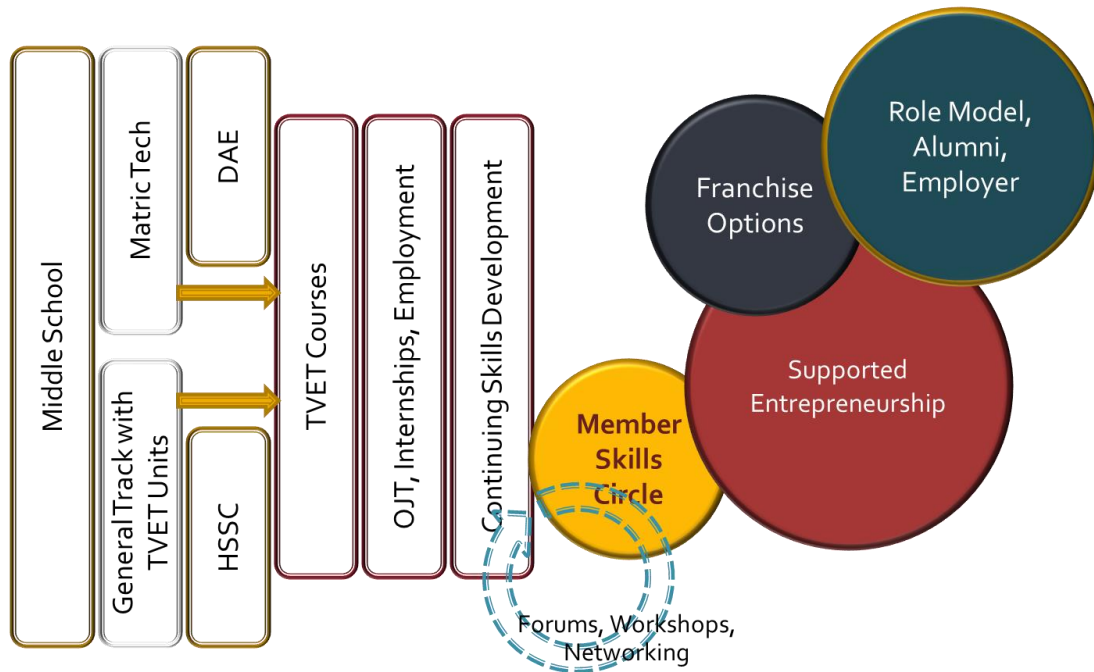 Middle School
Matric Tech
General Track with
TVET Units
DAE
HSSC
TVET Courses
OJT, Internships, Employment
Continuing Skills Development
Member
Skills
Circle
Forums, Workshops,
Networking
Franchise
Options
Role Model,
Alumni,
Employer
Supported
Entrepreneurship